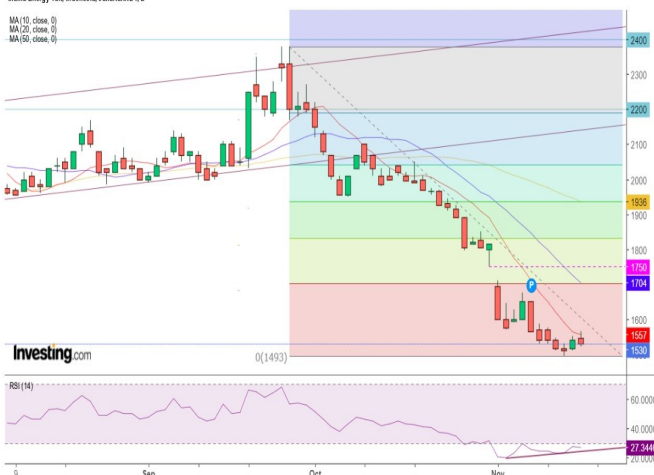 MA (10, close, 0)
MA (20, close, 0)
MA (50, close, 0)
2400
2300
2200
2100
2000
1936
1900
1800
1750
1704
P
1600
1557
1530
Investing.com
0(1493)
RSI (14)
60.0000
40.0000
27.3446
20.0000
9
Sep
Oct
Nov